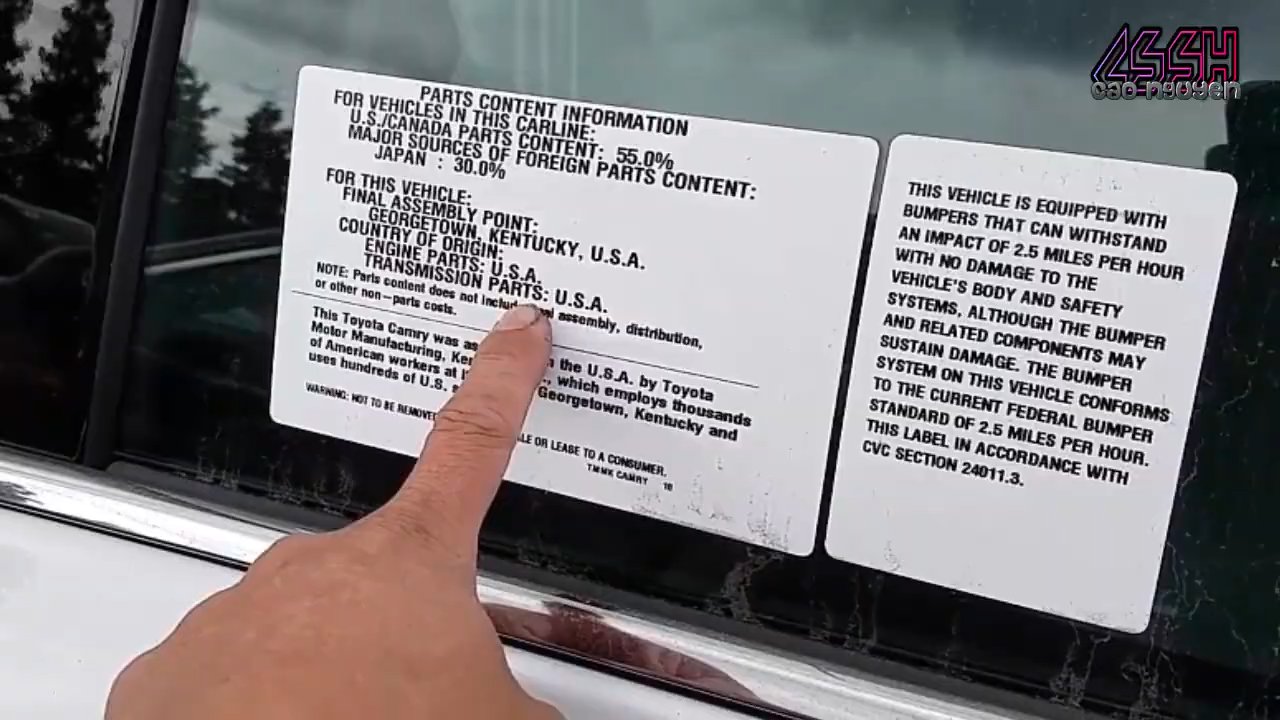 LSSH
cao nguyen
PARTS CONTENT INFORMATION
FOR VEHICLES IN THIS CARLINE:
U.S./CANADA PARTS CONTENT: 55.0%
MAJOR SOURCES OF FOREIGN PARTS CONTENT:
JAPAN : 30.0%
FOR THIS VEHICLE:
FINAL ASSEMBLY POINT:
GEORGETOWN, KENTUCKY, U.S.A.
COUNTRY OF ORIGIN:
ENGINE PARTS: U.S.A.
TRANSMISSION PARTS: U.S.A.
NOTE: Parts content does not assembly, distribution,
or other non-parts costs.
This Toyota Camry was the U.S.A. by Toyota
Motor Manufacturing, which employs thousands
of American workers at Georgetown, Kentucky and
uses hundreds of U.S.
WARNING: NOT TO BE OR LEASE TO A CONSUMER.
TMMK CAMRY
THIS VEHICLE IS EQUIPPED WITH
BUMPERS THAT CAN WITHSTAND
AN IMPACT OF 2.5 MILES PER HOUR
WITH NO DAMAGE TO THE
VEHICLE'S BODY AND SAFETY
SYSTEMS, ALTHOUGH THE BUMPER
AND RELATED COMPONENTS MAY
SUSTAIN DAMAGE. THE BUMPER
SYSTEM ON THIS VEHICLE CONFORMS
TO THE CURRENT FEDERAL BUMPER
STANDARD OF 2.5 MILES PER HOUR.
THIS LABEL IN ACCORDANCE WITH
CVC SECTION 24011.3.